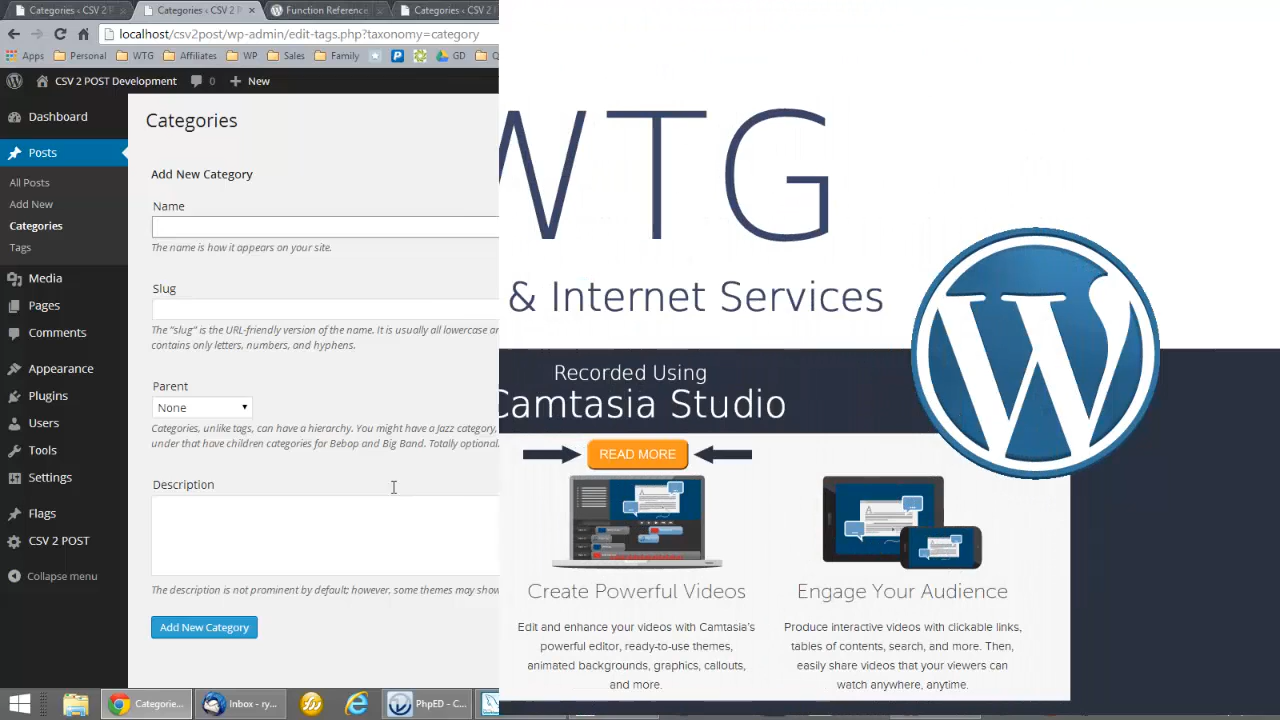 Categories ‹ CSV 2 P
Categories ‹ CSV 2 P
Function Reference
Categories ‹ CSV 2
localhost/csv2post/wp-admin/edit-tags.php?taxonomy=category
Apps Personal WTG Affiliates WP Sales Family GD
CSV 2 POST Development 0 New
Dashboard
Posts
All Posts
Add New
Categories
Tags
Media
Pages
Comments
Appearance
Plugins
Users
Tools
Settings
Flags
CSV 2 POST
Collapse menu
Categories
Add New Category
Name
The name is how it appears on your site.
Slug
The "slug" is the URL-friendly version of the name. It is usually all lowercase an
contains only letters, numbers, and hyphens.
Parent
None
Categories, unlike tags, can have a hierarchy. You might have a Jazz category,
under that have children categories for Bebop and Big Band. Totally optional.
Description
The description is not prominent by default; however, some themes may show
Add New Category
Categorie...
Inbox - ry...
PhpED - C...
WTG
& Internet Services
Recorded Using
Camtasia Studio
READ MORE
Create Powerful Videos
Edit and enhance your videos with Camtasia's
powerful editor, ready-to-use themes,
animated backgrounds, graphics, callouts,
and more.
Engage Your Audience
Produce interactive videos with clickable links,
tables of contents, search, and more. Then,
easily share videos that your viewers can
watch anywhere, anytime.